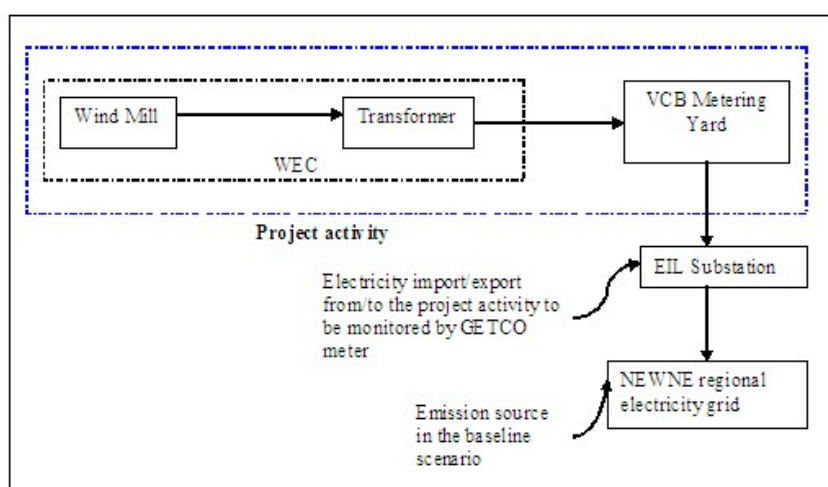 Wind Mill
Transformer
VCB Metering
Yard
WEC
Project activity
EIL Substation
Electricity import/export
from/to the project activity to
be monitored by GETCO
meter
NEWNE regional
electricity grid
Emission source
in the baseline
scenario